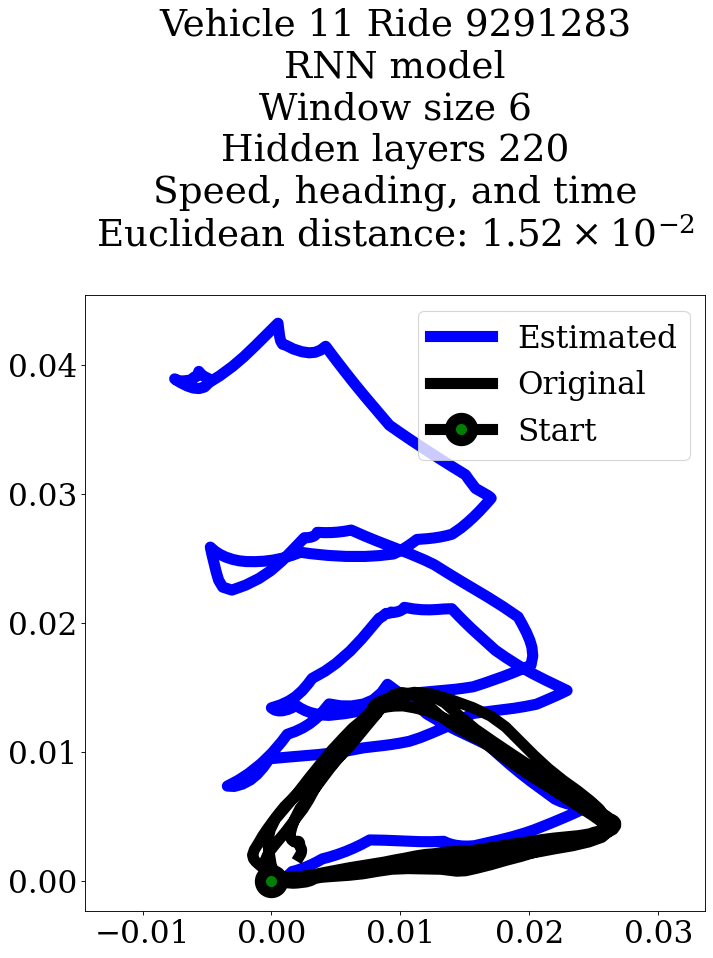 Vehicle 11 Ride 9291283
RNN model
Window size 6
Hidden layers 220
Speed, heading, and time
Euclidean distance: 1.52 × 10⁻²
Estimated
Original
Start
0.04
0.03
0.02
0.01
0.00
−0.01 0.00 0.01 0.02 0.03